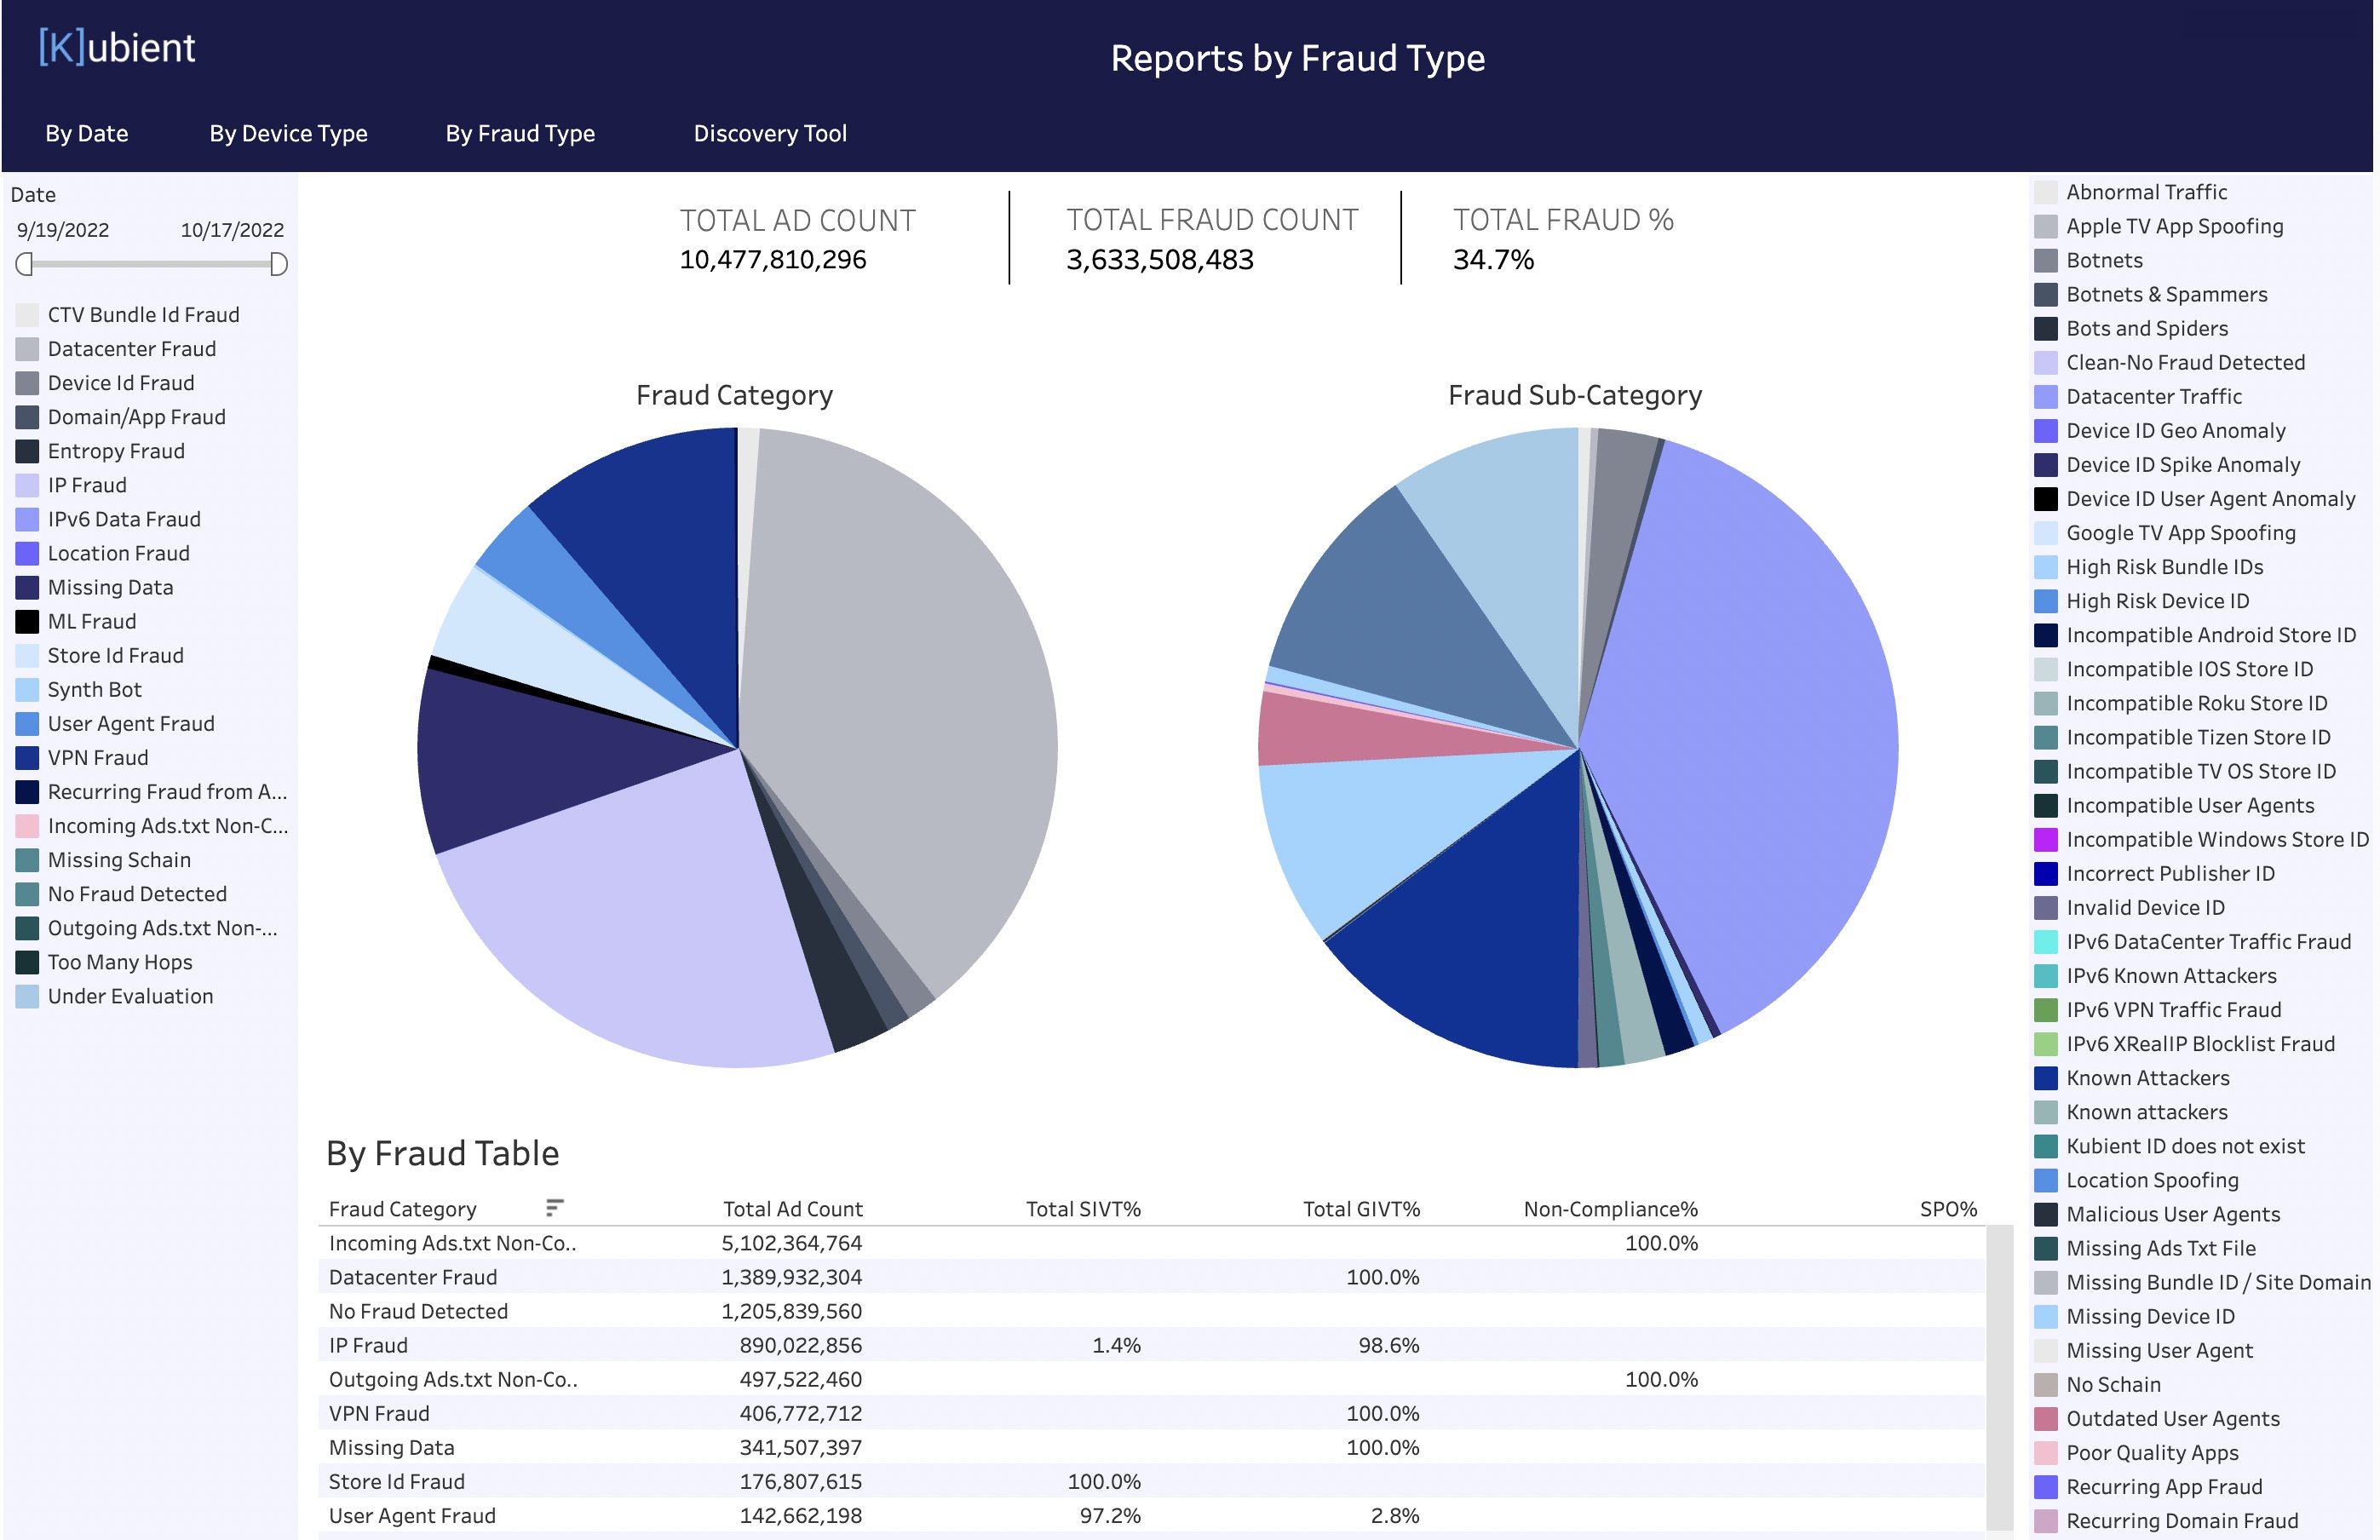 [K]ubient
Reports by Fraud Type
By Date By Device Type By Fraud Type Discovery Tool
Date
9/19/2022 10/17/2022
CTV Bundle Id Fraud
Datacenter Fraud
Device Id Fraud
Domain/App Fraud
Entropy Fraud
IP Fraud
IPv6 Data Fraud
Location Fraud
Missing Data
ML Fraud
Store Id Fraud
Synth Bot
User Agent Fraud
VPN Fraud
Recurring Fraud from A...
Incoming Ads.txt Non-C...
Missing Schain
No Fraud Detected
Outgoing Ads.txt Non-...
Too Many Hops
Under Evaluation
TOTAL AD COUNT
10,477,810,296
TOTAL FRAUD COUNT
3,633,508,483
TOTAL FRAUD %
34.7%
Fraud Category
Fraud Sub-Category
By Fraud Table
Fraud Category Total Ad Count Total SIVT% Total GIVT% Non-Compliance% SPO%
Incoming Ads.txt Non-Co.. 5,102,364,764 100.0%
Datacenter Fraud 1,389,932,304 100.0%
No Fraud Detected 1,205,839,560
IP Fraud 890,022,856 1.4% 98.6%
Outgoing Ads.txt Non-Co.. 497,522,460 100.0%
VPN Fraud 406,772,712 100.0%
Missing Data 341,507,397 100.0%
Store Id Fraud 176,807,615 100.0%
User Agent Fraud 142,662,198 97.2% 2.8%
Abnormal Traffic
Apple TV App Spoofing
Botnets
Botnets & Spammers
Bots and Spiders
Clean-No Fraud Detected
Datacenter Traffic
Device ID Geo Anomaly
Device ID Spike Anomaly
Device ID User Agent Anomaly
Google TV App Spoofing
High Risk Bundle IDs
High Risk Device ID
Incompatible Android Store ID
Incompatible IOS Store ID
Incompatible Roku Store ID
Incompatible Tizen Store ID
Incompatible TV OS Store ID
Incompatible User Agents
Incompatible Windows Store ID
Incorrect Publisher ID
Invalid Device ID
IPv6 DataCenter Traffic Fraud
IPv6 Known Attackers
IPv6 VPN Traffic Fraud
IPv6 XRealIP Blocklist Fraud
Known Attackers
Known attackers
Kubient ID does not exist
Location Spoofing
Malicious User Agents
Missing Ads Txt File
Missing Bundle ID / Site Domain
Missing Device ID
Missing User Agent
No Schain
Outdated User Agents
Poor Quality Apps
Recurring App Fraud
Recurring Domain Fraud